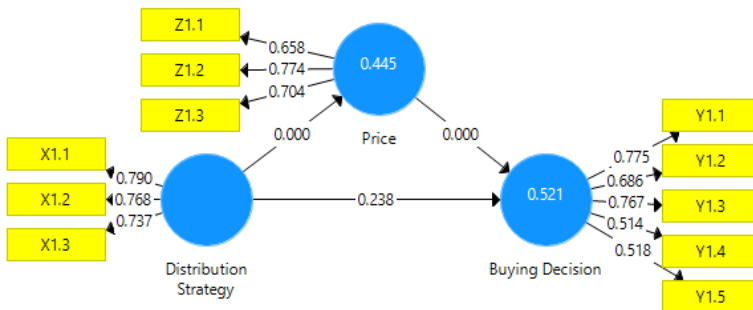 Z1.1
0.658
Z1.2
0.774
0.445
Z1.3
0.704
Price
0.000
0.000
X1.1
0.790
X1.2
0.768
X1.3
0.737
Distribution
Strategy
0.238
0.521
Buying Decision
Y1.1
0.775
Y1.2
0.686
Y1.3
0.767
Y1.4
0.514
Y1.5
0.518